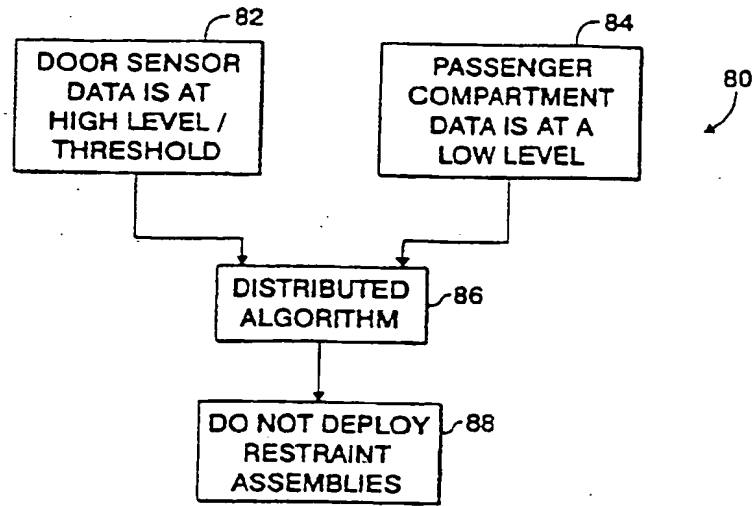 82
DOOR SENSOR
DATA IS AT
HIGH LEVEL /
THRESHOLD
84
PASSENGER
COMPARTMENT
DATA IS AT A
LOW LEVEL
80
DISTRIBUTED
ALGORITHM
86
DO NOT DEPLOY
RESTRAINT
ASSEMBLIES
88